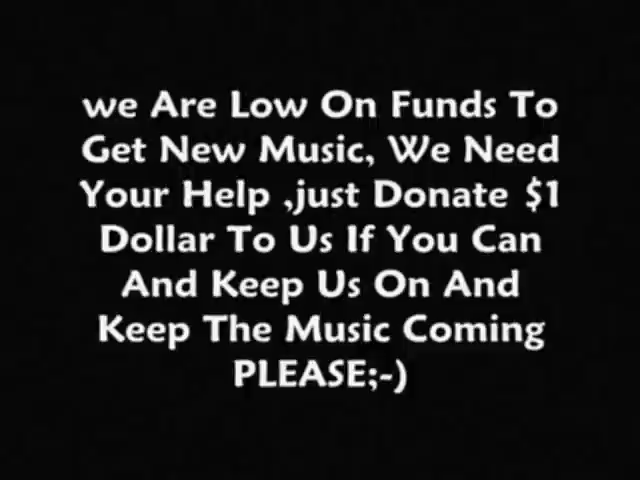 we Are Low On Funds To
Get New Music, We Need
Your Help ,just Donate $1
Dollar To Us If You Can
And Keep Us On And
Keep The Music Coming
PLEASE;-)